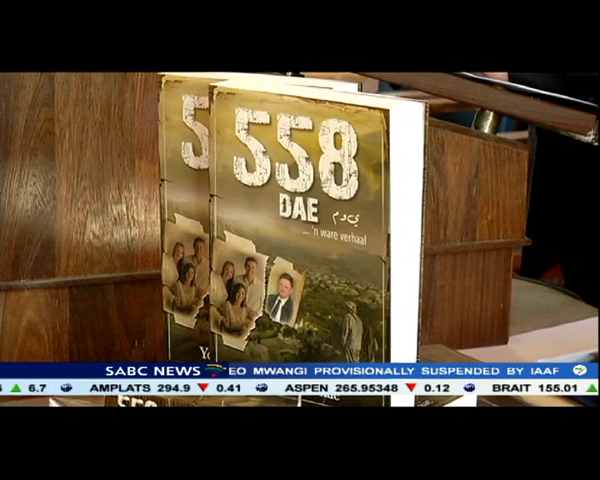 558
DAE
يوم
... 'n ware verhaal
SABC NEWS EO MWANGI PROVISIONALLY SUSPENDED BY IAAF
6.7 AMPLATS 294.9 0.41 ASPEN 265.95348 0.12 BRAIT 155.01